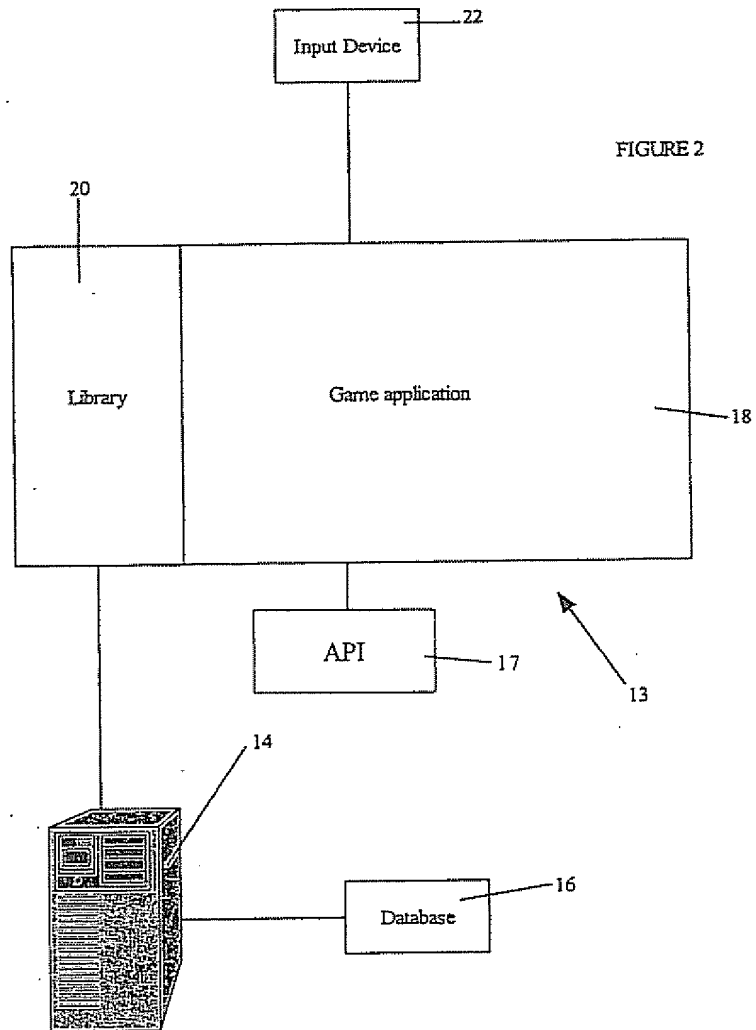 22
Input Device
FIGURE 2
20
Library
Game application
18
API
17
13
14
16
Database